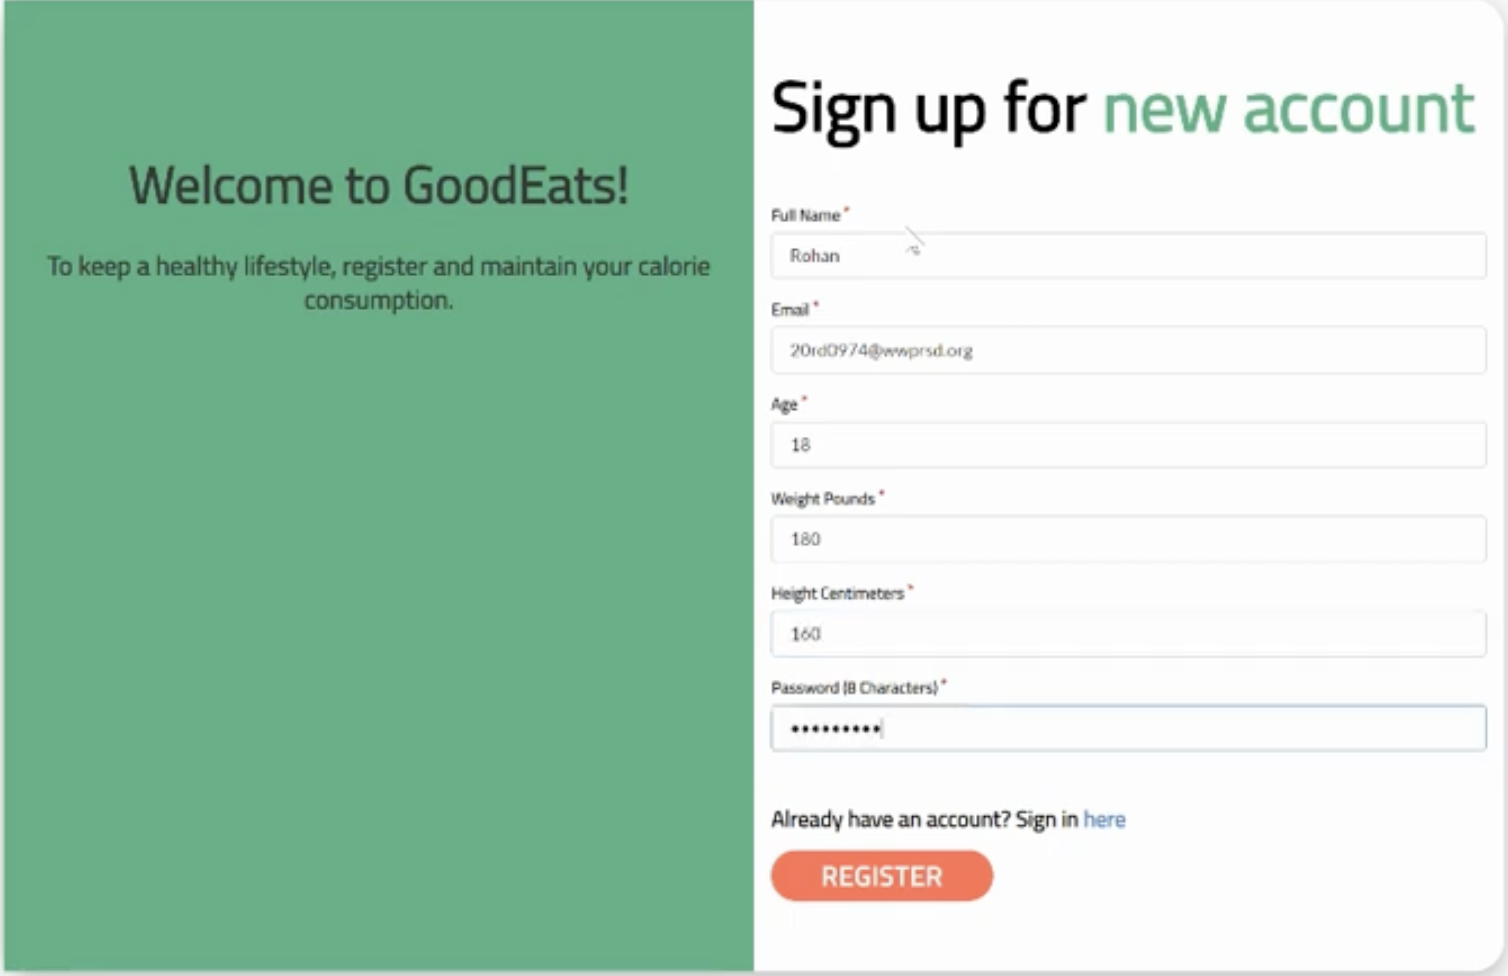 Welcome to GoodEats!
To keep a healthy lifestyle, register and maintain your calorie
consumption.
Sign up for new account
Full Name *
Rohan
Email *
20rd0974@wwprsd.org
Age *
18
Weight Pounds *
180
Height Centimeters *
160
Password (8 Characters) *
•••••••••
Already have an account? Sign in here
REGISTER